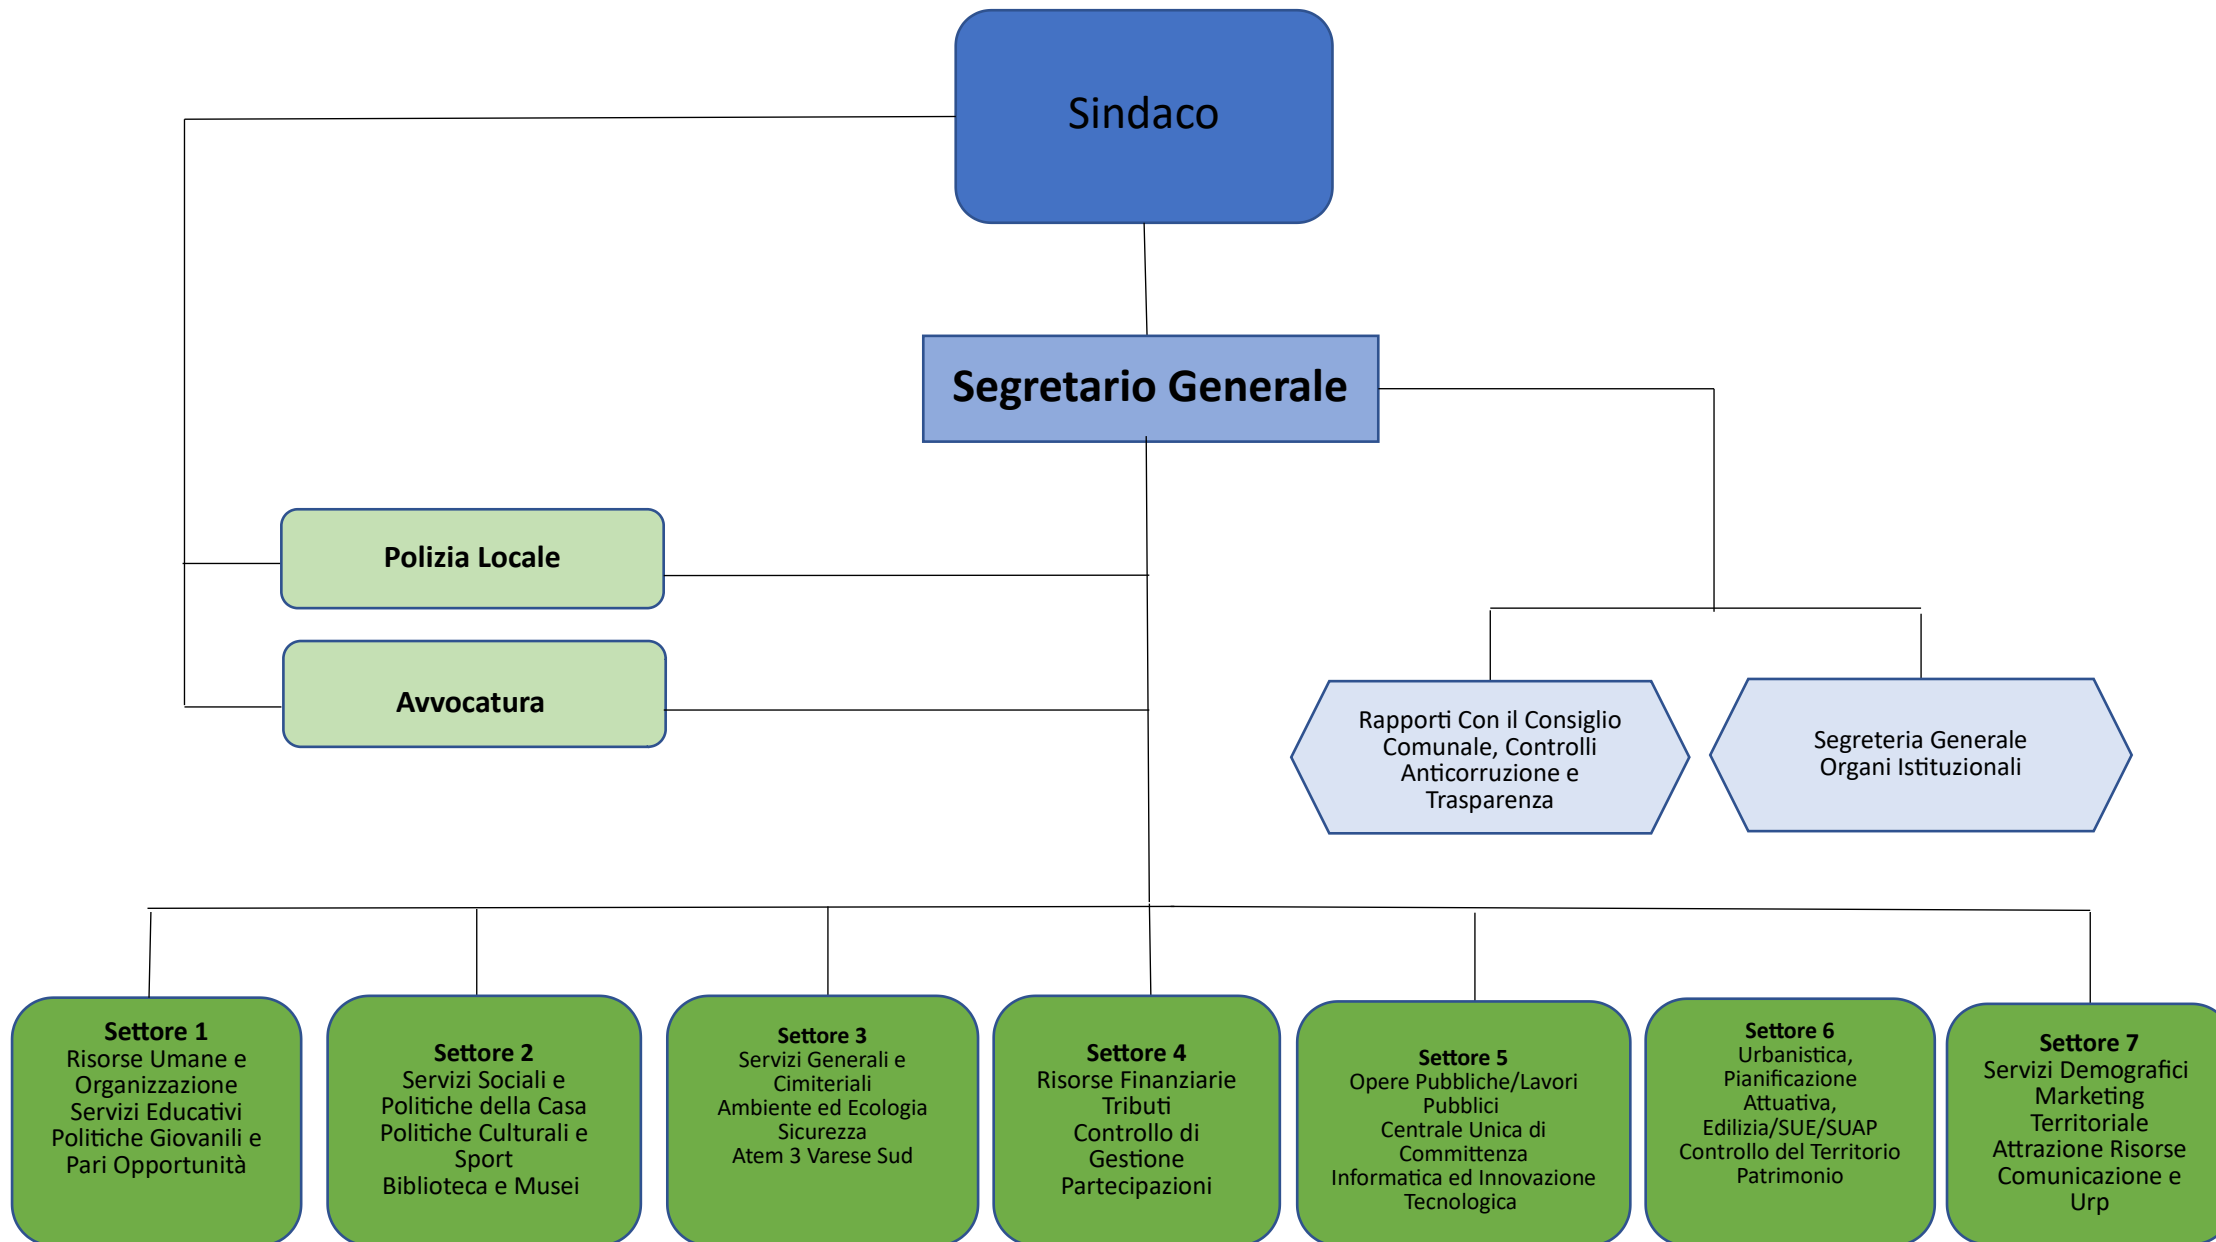 Sindaco
Segretario Generale
Polizia Locale
Avvocatura
Rapporti Con il Consiglio
Comunale, Controlli
Anticorruzione e
Trasparenza
Segreteria Generale
Organi Istituzionali
Settore 1
Risorse Umane e
Organizzazione
Servizi Educativi
Politiche Giovanili e
Pari Opportunità
Settore 2
Servizi Sociali e
Politiche della Casa
Politiche Culturali e
Sport
Biblioteca e Musei
Settore 3
Servizi Generali e
Cimiteriali
Ambiente ed Ecologia
Sicurezza
Atem 3 Varese Sud
Settore 4
Risorse Finanziarie
Tributi
Controllo di
Gestione
Partecipazioni
Settore 5
Opere Pubbliche/Lavori
Pubblici
Centrale Unica di
Committenza
Informatica ed Innovazione
Tecnologica
Settore 6
Urbanistica,
Pianificazione
Attuativa,
Edilizia/SUE/SUAP
Controllo del Territorio
Patrimonio
Settore 7
Servizi Demografici
Marketing
Territoriale
Attrazione Risorse
Comunicazione e
Urp